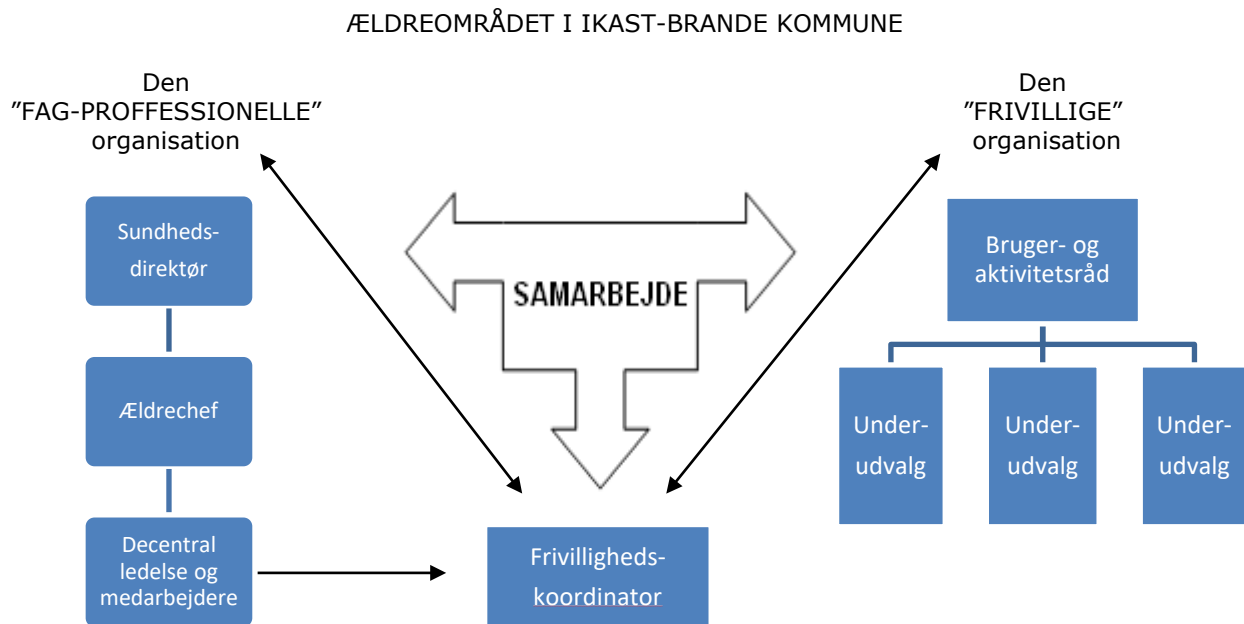 ÆLDREOMRÅDET I IKAST-BRANDE KOMMUNE
Den
”FAG-PROFFESSIONELLE”
organisation
Den
”FRIVILLIGE”
organisation
Sundheds-
direktør
Ældrechef
Decentral
ledelse og
medarbejdere
SAMARBEJDE
Frivilligheds-
koordinator
Bruger- og
aktivitetsråd
Under-
udvalg
Under-
udvalg
Under-
udvalg